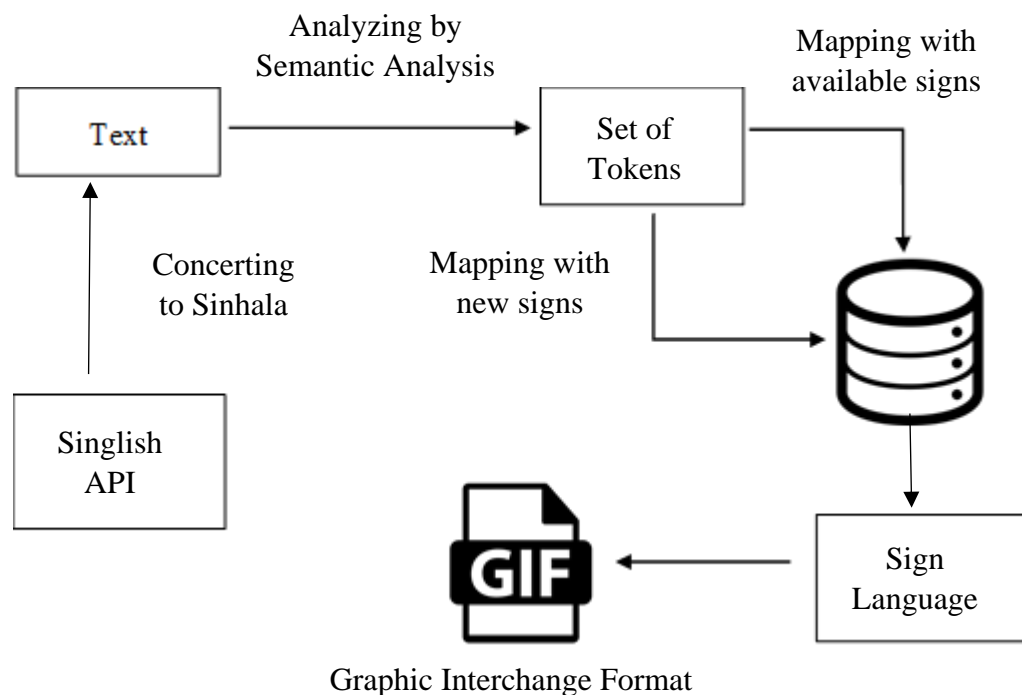 Analyzing by
Semantic Analysis
Mapping with
available signs
Text
Set of
Tokens
Concerting
to Sinhala
Mapping with
new signs
Singlish
API
GIF
Sign
Language
Graphic Interchange Format